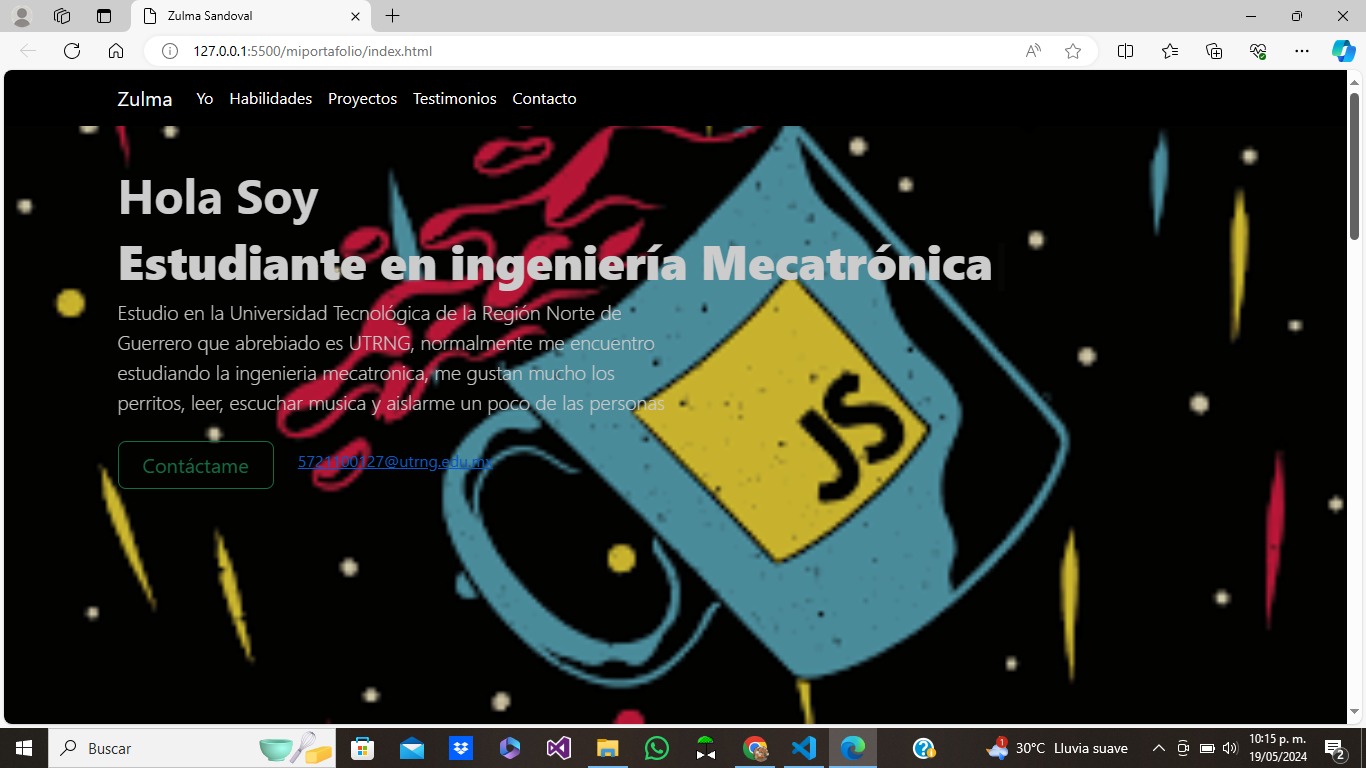 Zulma Sandoval
127.0.0.1:5500/miportafolio/index.html
Zulma Yo Habilidades Proyectos Testimonios Contacto
Hola Soy
Estudiante en ingeniería Mecatrónica
Estudio en la Universidad Tecnológica de la Región Norte de
Guerrero que abrebiado es UTRNG, normalmente me encuentro
estudiando la ingenieria mecatronica, me gustan mucho los
perritos, leer, escuchar musica y aislarme un poco de las personas
Contáctame 5721100127@utrng.edu.mx
JS
Buscar
30°C Lluvia suave
10:15 p. m.
19/05/2024
2